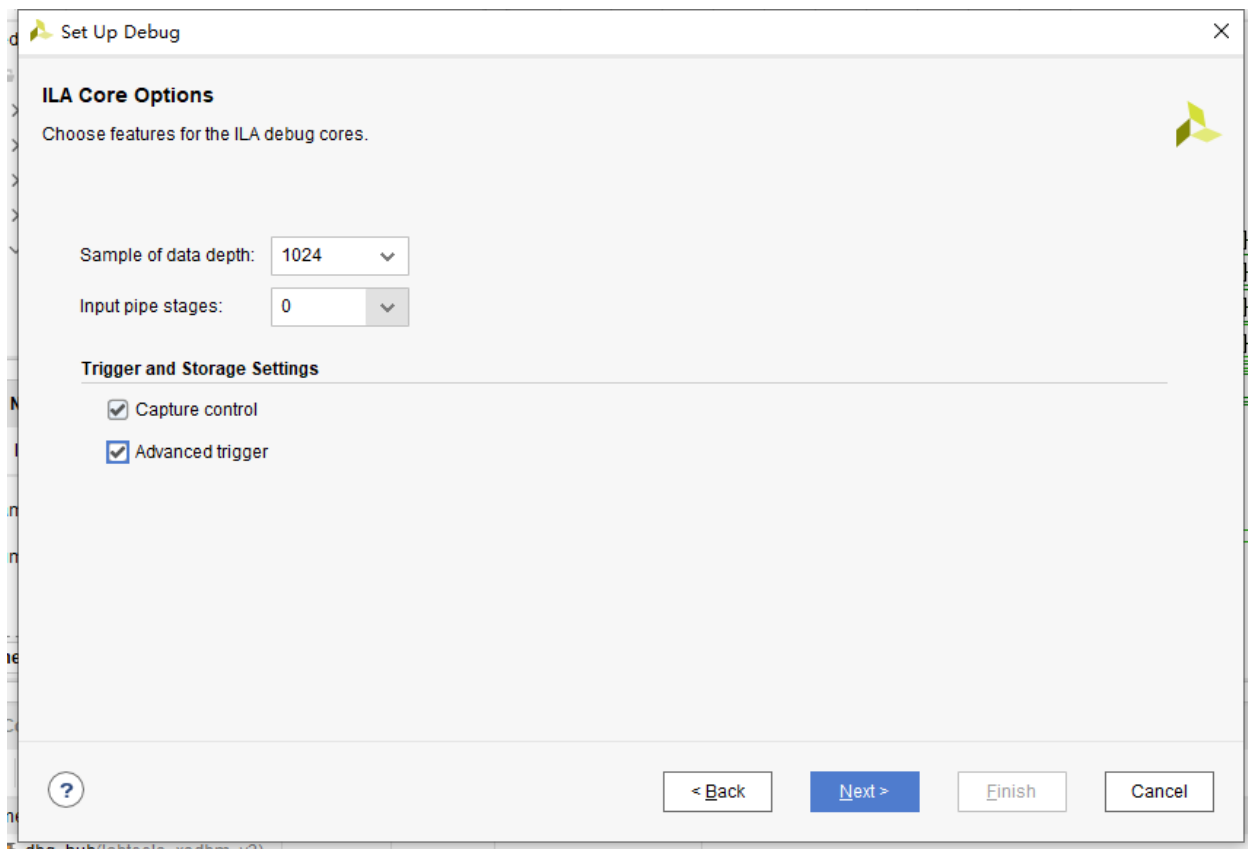 Set Up Debug
ILA Core Options
Choose features for the ILA debug cores.
Sample of data depth: 1024
Input pipe stages: 0
Trigger and Storage Settings
Capture control
Advanced trigger
? < Back Next > Finish Cancel